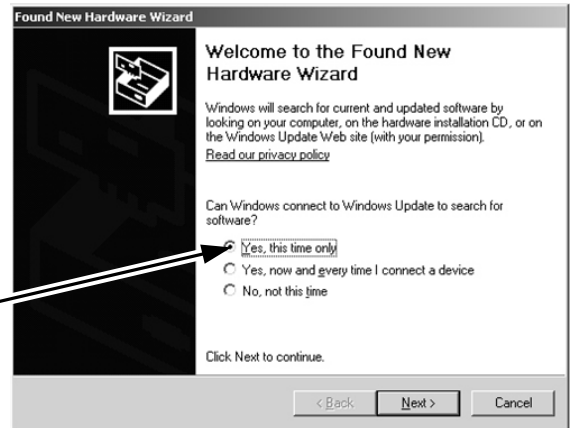 Found New Hardware Wizard
Welcome to the Found New
Hardware Wizard
Windows will search for current and updated software by
looking on your computer, on the hardware installation CD, or on
the Windows Update Web site (with your permission).
Read our privacy policy
Can Windows connect to Windows Update to search for
software?
Yes, this time only
Yes, now and every time I connect a device
No, not this time
Click Next to continue.
< Back
Next >
Cancel